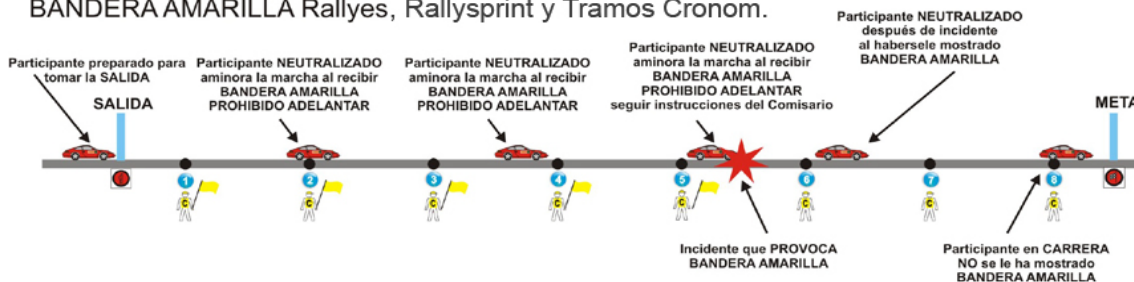 BANDERA AMARILLA Rallyes, Rallysprint y Tramos Cronom.
Participante preparado para
tomar la SALIDA
SALIDA
Participante NEUTRALIZADO
aminora la marcha al recibir
BANDERA AMARILLA
PROHIBIDO ADELANTAR
Participante NEUTRALIZADO
aminora la marcha al recibir
BANDERA AMARILLA
PROHIBIDO ADELANTAR
Participante NEUTRALIZADO
aminora la marcha al recibir
BANDERA AMARILLA
PROHIBIDO ADELANTAR
seguir instrucciones del Comisario
Participante NEUTRALIZADO
después de incidente
al habersele mostrado
BANDERA AMARILLA
META
1
2
3
4
5
6
7
8
C
C
C
C
C
C
C
C
Incidente que PROVOCA
BANDERA AMARILLA
Participante en CARRERA
NO se le ha mostrado
BANDERA AMARILLA